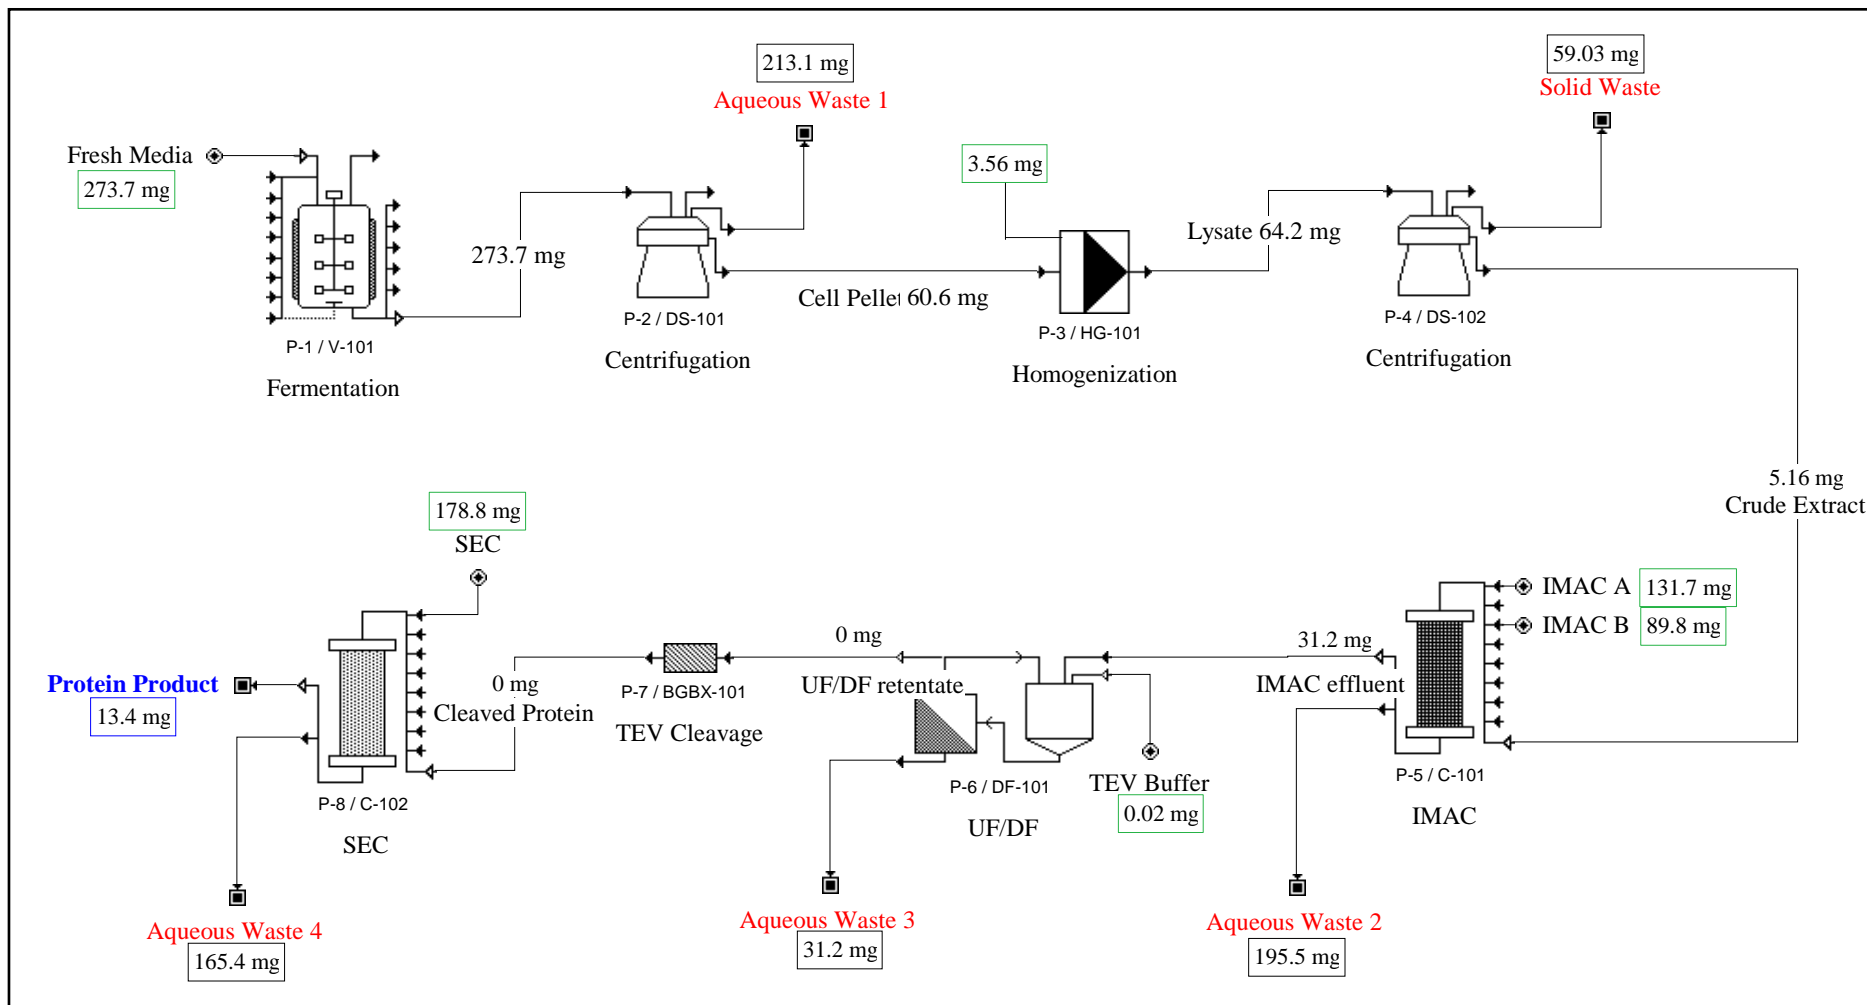 213.1 mg
Aqueous Waste 1
59.03 mg
Solid Waste
Fresh Media
273.7 mg
3.56 mg
273.7 mg
Lysate 64.2 mg
Cell Pellet 60.6 mg
P-1 / V-101
Fermentation
P-2 / DS-101
Centrifugation
P-3 / HG-101
Homogenization
P-4 / DS-102
Centrifugation
5.16 mg
Crude Extract
178.8 mg
SEC
IMAC A 131.7 mg
IMAC B 89.8 mg
31.2 mg
IMAC effluent
0 mg
UF/DF retentate
P-7 / BGBX-101
TEV Cleavage
0 mg
Cleaved Protein
Protein Product
13.4 mg
P-8 / C-102
SEC
P-6 / DF-101
UF/DF
TEV Buffer
0.02 mg
P-5 / C-101
IMAC
Aqueous Waste 4
165.4 mg
Aqueous Waste 3
31.2 mg
Aqueous Waste 2
195.5 mg